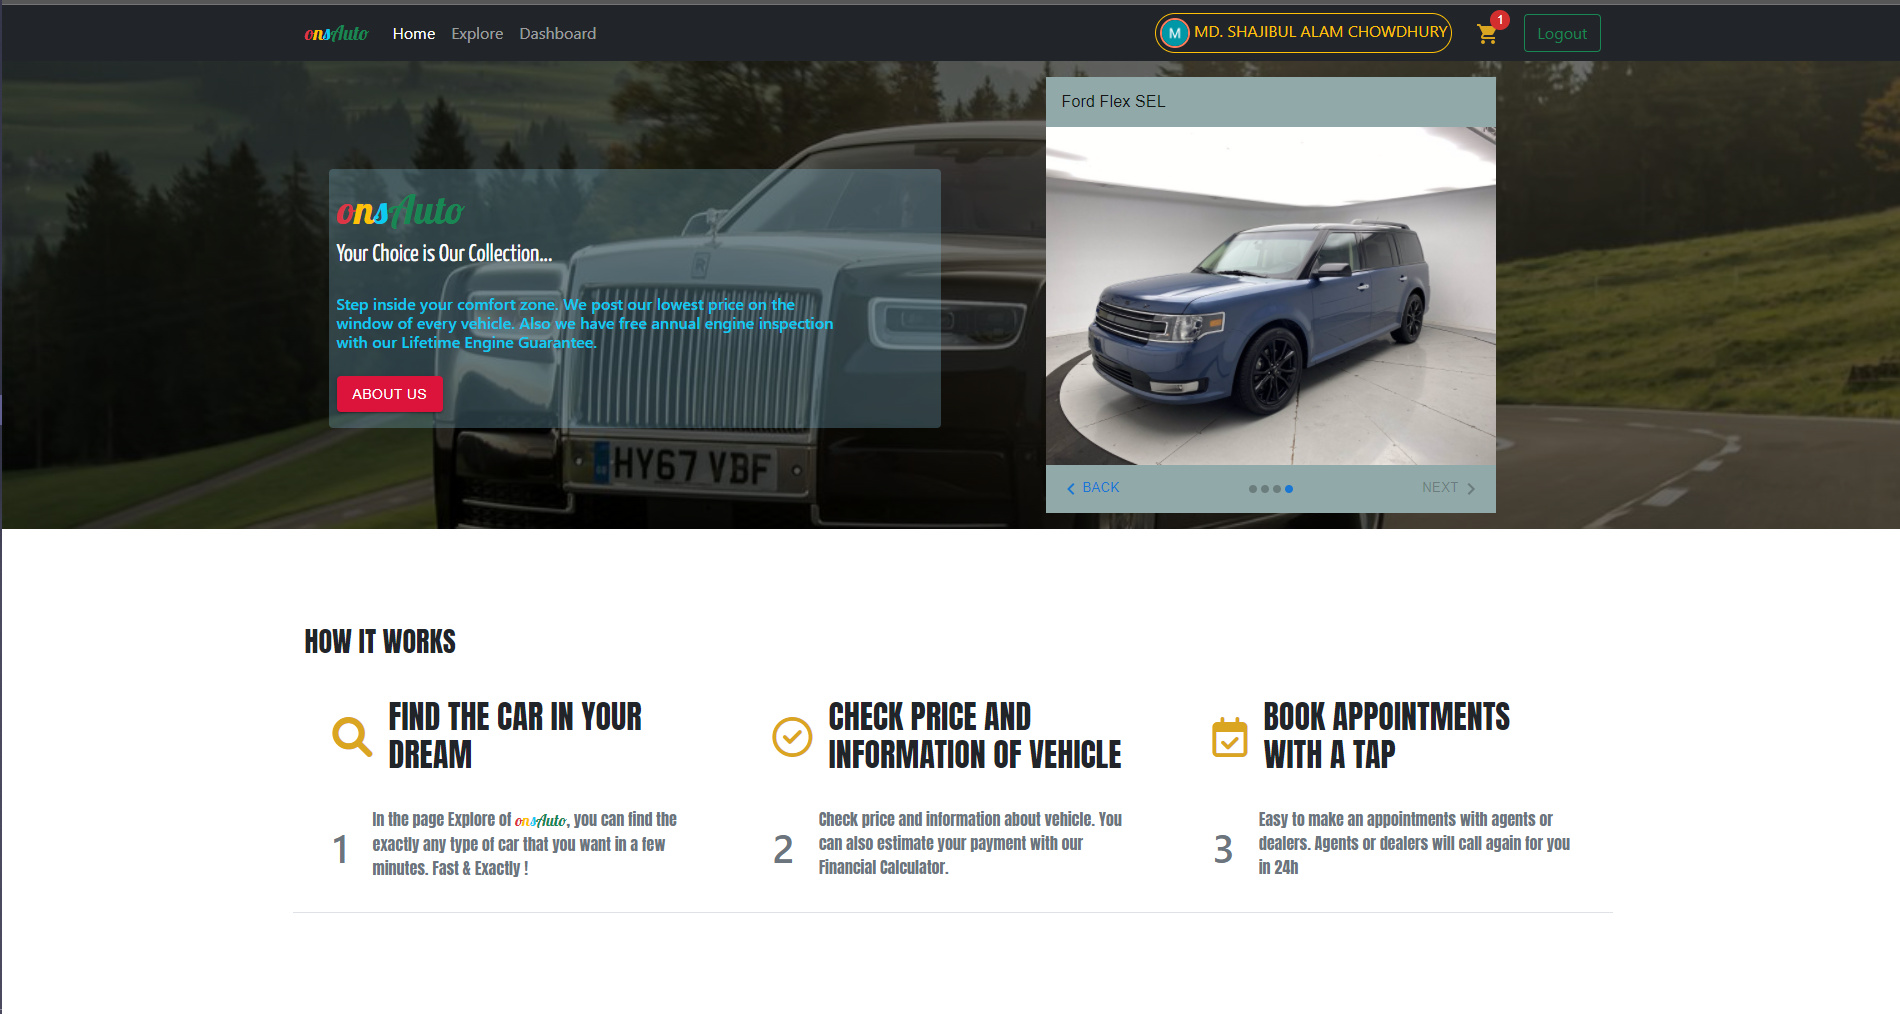 onsAuto Home Explore Dashboard M MD. SHAJIBUL ALAM CHOWDHURY 1 Logout
Ford Flex SEL
onsAuto
Your Choice is Our Collection...
Step inside your comfort zone. We post our lowest price on the
window of every vehicle. Also we have free annual engine inspection
with our Lifetime Engine Guarantee.
ABOUT US
HY67 VBF
BACK
NEXT
HOW IT WORKS
FIND THE CAR IN YOUR
DREAM
1
In the page Explore of onsAuto, you can find the
exactly any type of car that you want in a few
minutes. Fast & Exactly !
CHECK PRICE AND
INFORMATION OF VEHICLE
2
Check price and information about vehicle. You
can also estimate your payment with our
Financial Calculator.
BOOK APPOINTMENTS
WITH A TAP
3
Easy to make an appointments with agents or
dealers. Agents or dealers will call again for you
in 24h